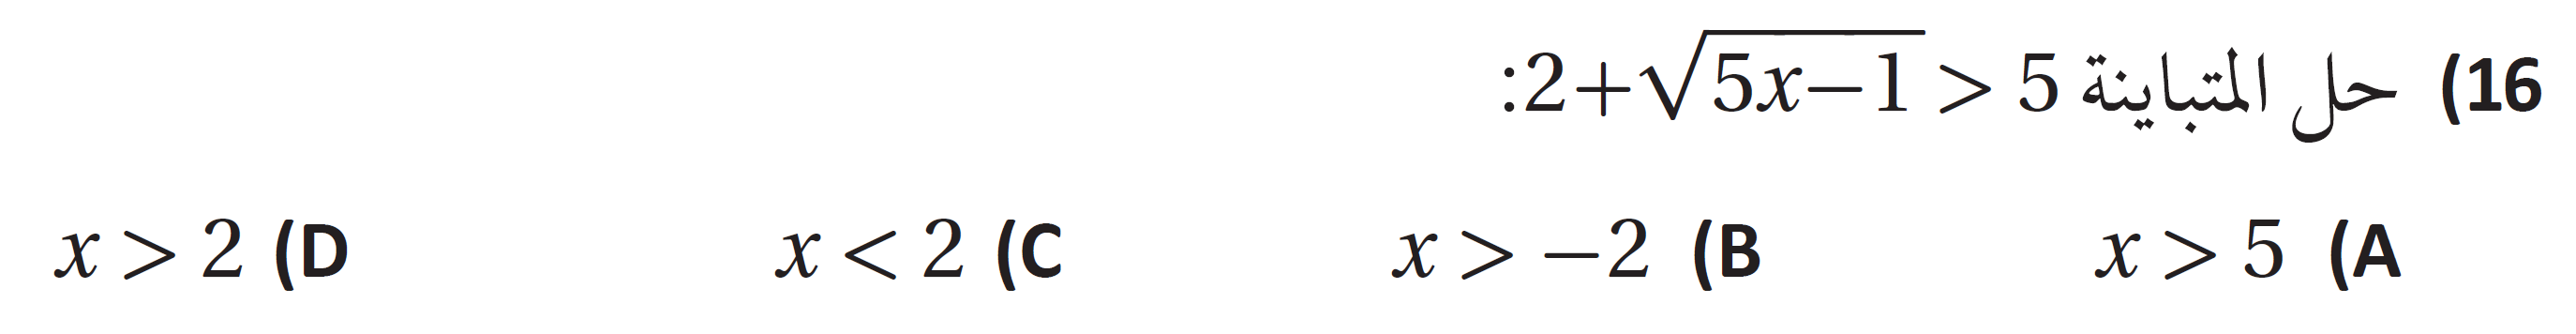 16) حل المتباينة 2+√(5x−1) > 5:
A) x > 5 B) x > −2 C) x < 2 D) x > 2